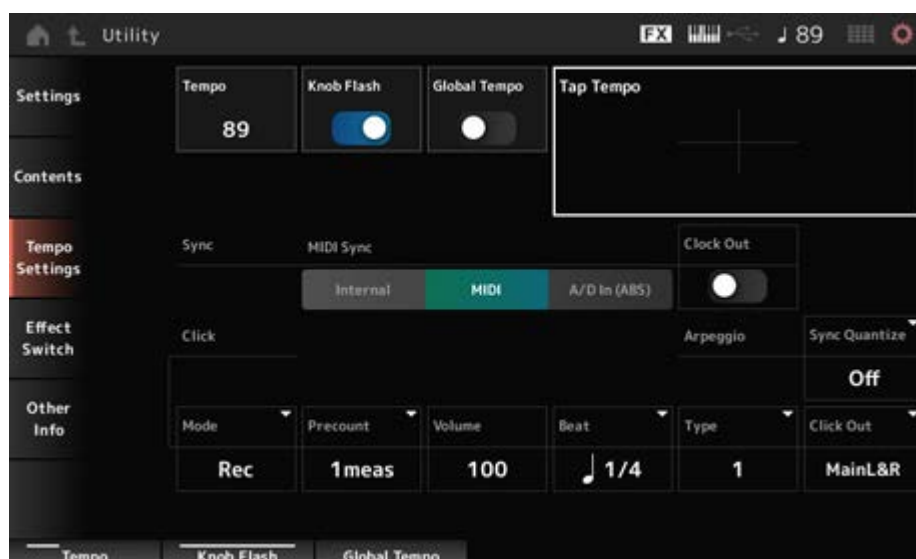 Utility
FX
♩ 89
Settings
Contents
Tempo
Settings
Effect
Switch
Other
Info
Tempo
89
Knob Flash
Global Tempo
Tap Tempo
Sync
MIDI Sync
Internal
MIDI
A/D In (ABS)
Clock Out
Click
Arpeggio
Sync Quantize
Off
Mode
Rec
Precount
1meas
Volume
100
Beat
♩ 1/4
Type
1
Click Out
MainL&R
Tempo
Knob Flash
Global Tempo